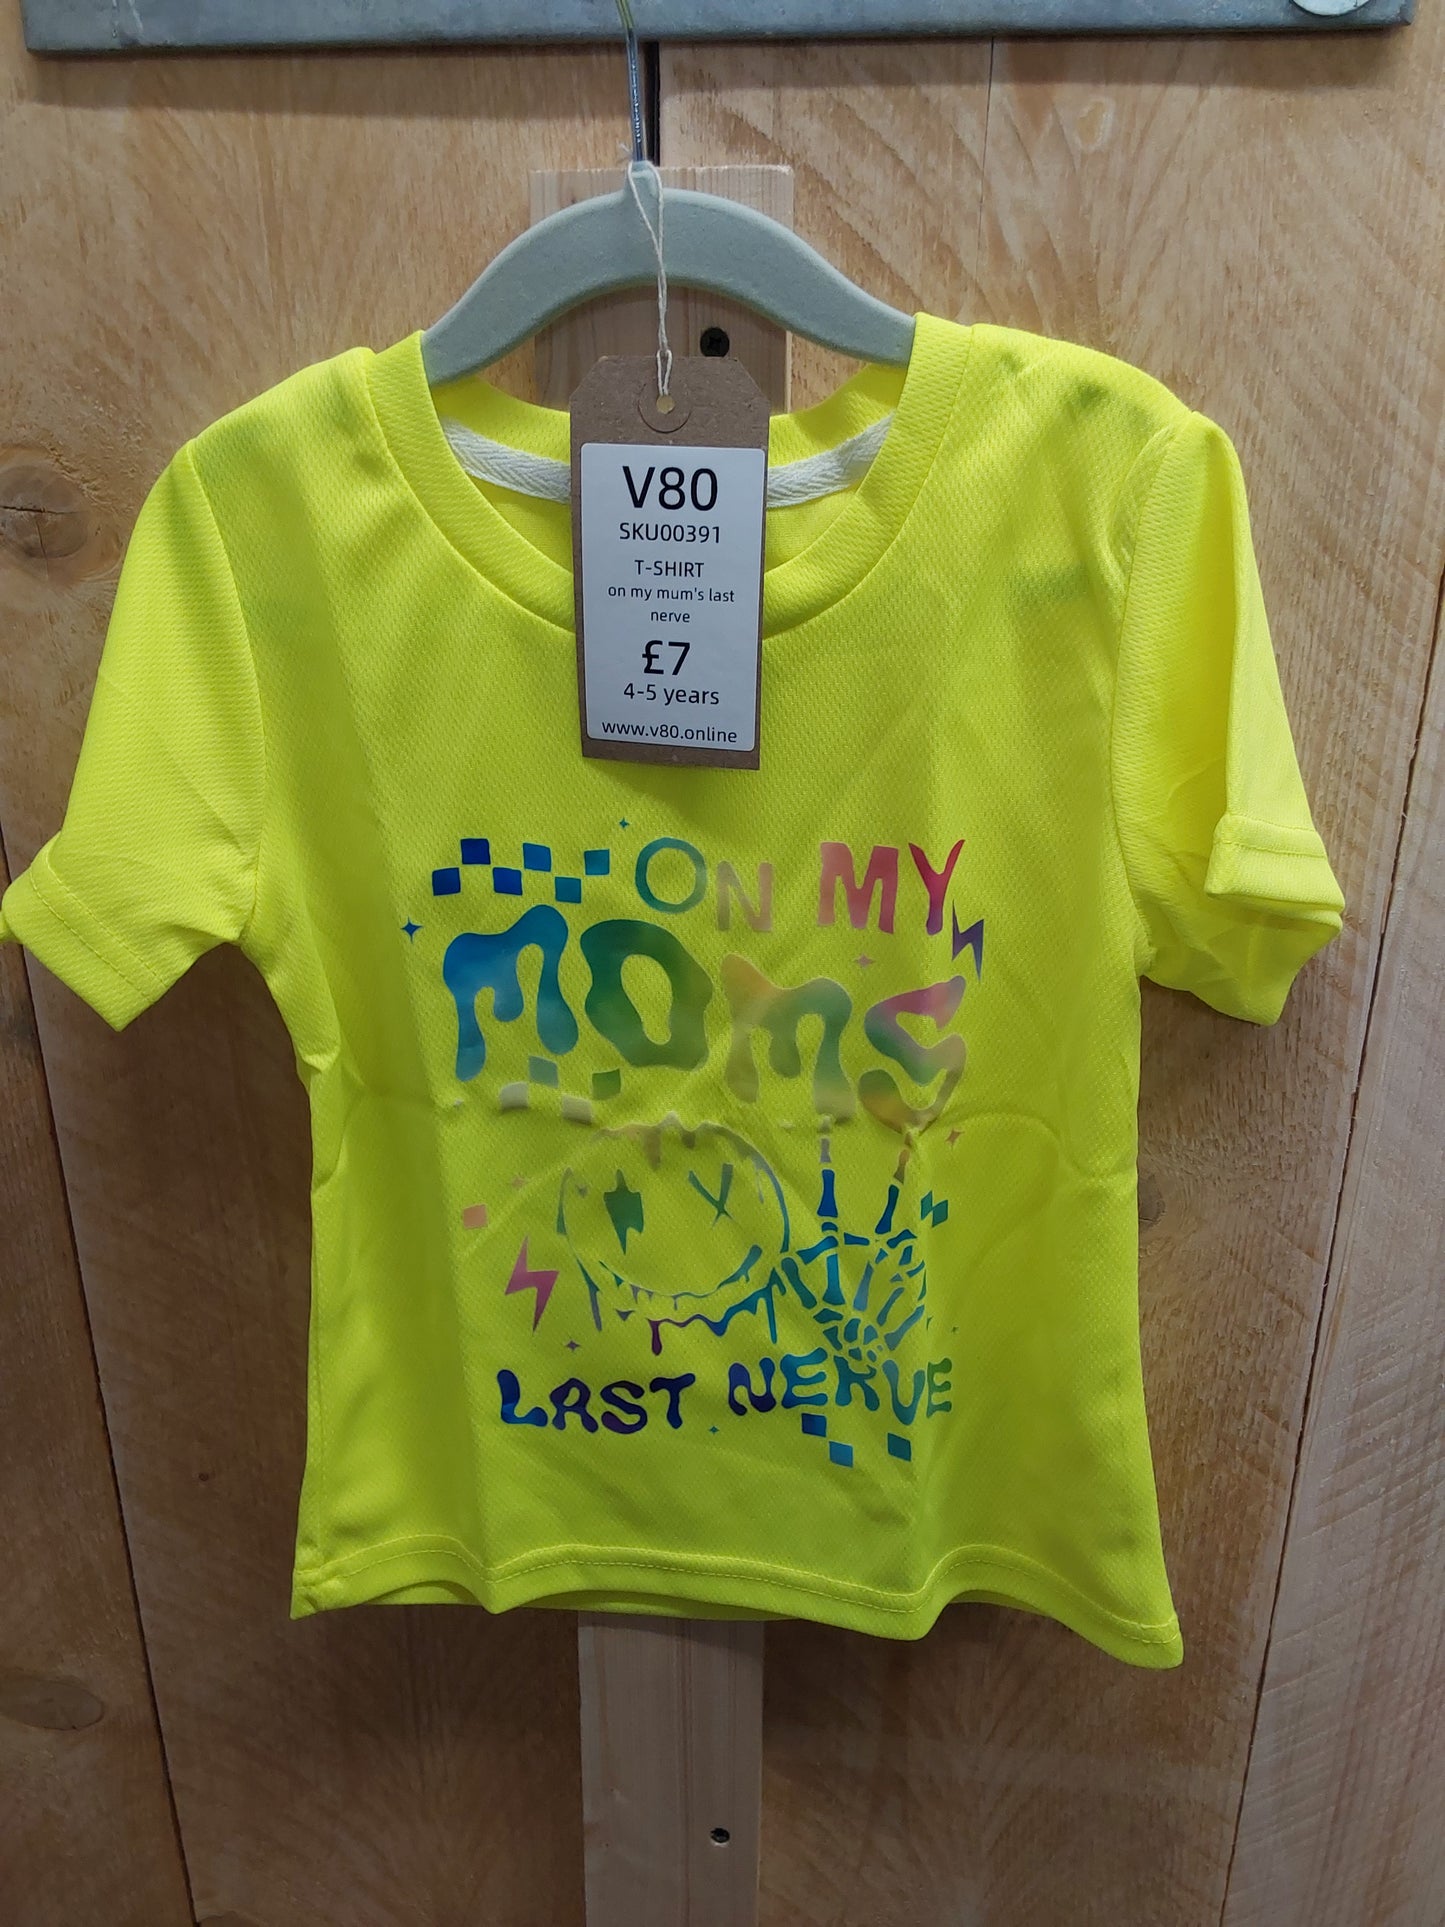 V80
SKU00391
T-SHIRT
on my mum's last
nerve
£7
4-5 years
www.v80.online
ON MY
MOMS
LAST NERVE